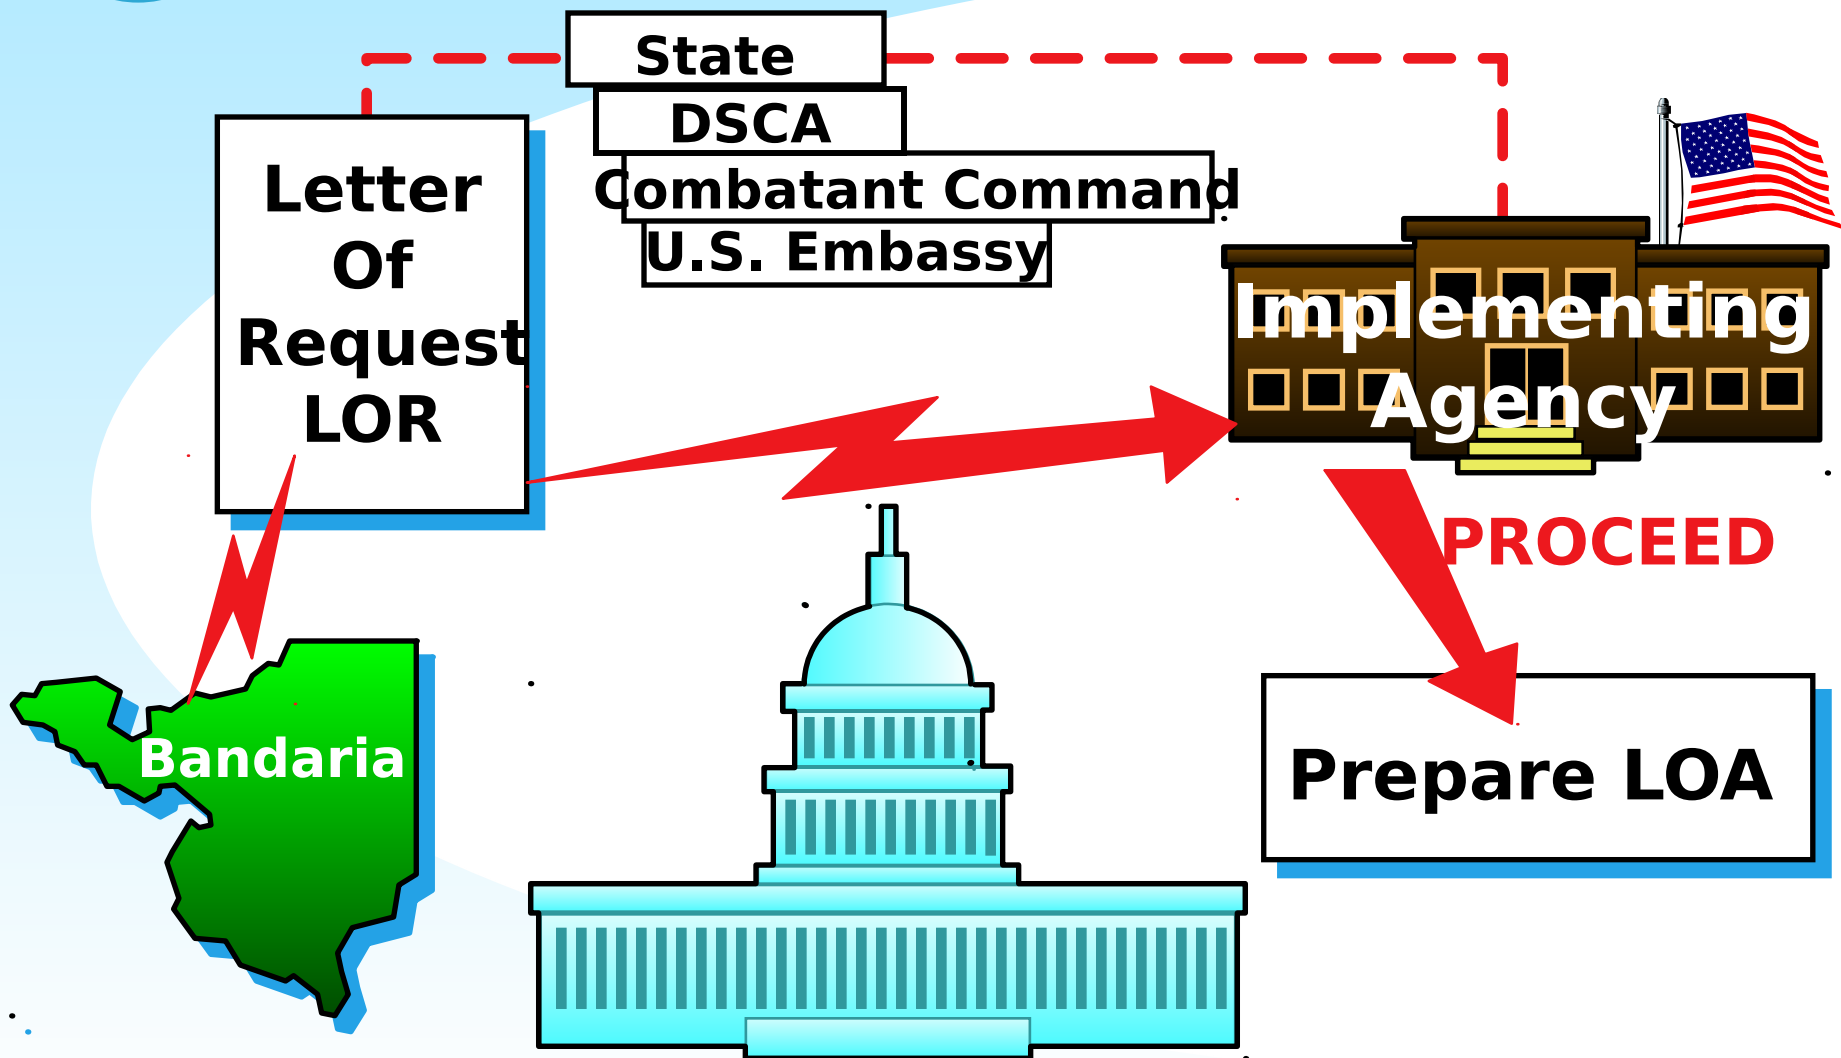 State
DSCA
Combatant Command
U.S. Embassy
Letter
Of
Request
LOR
Implementing
Agency
PROCEED
Bandaria
Prepare LOA